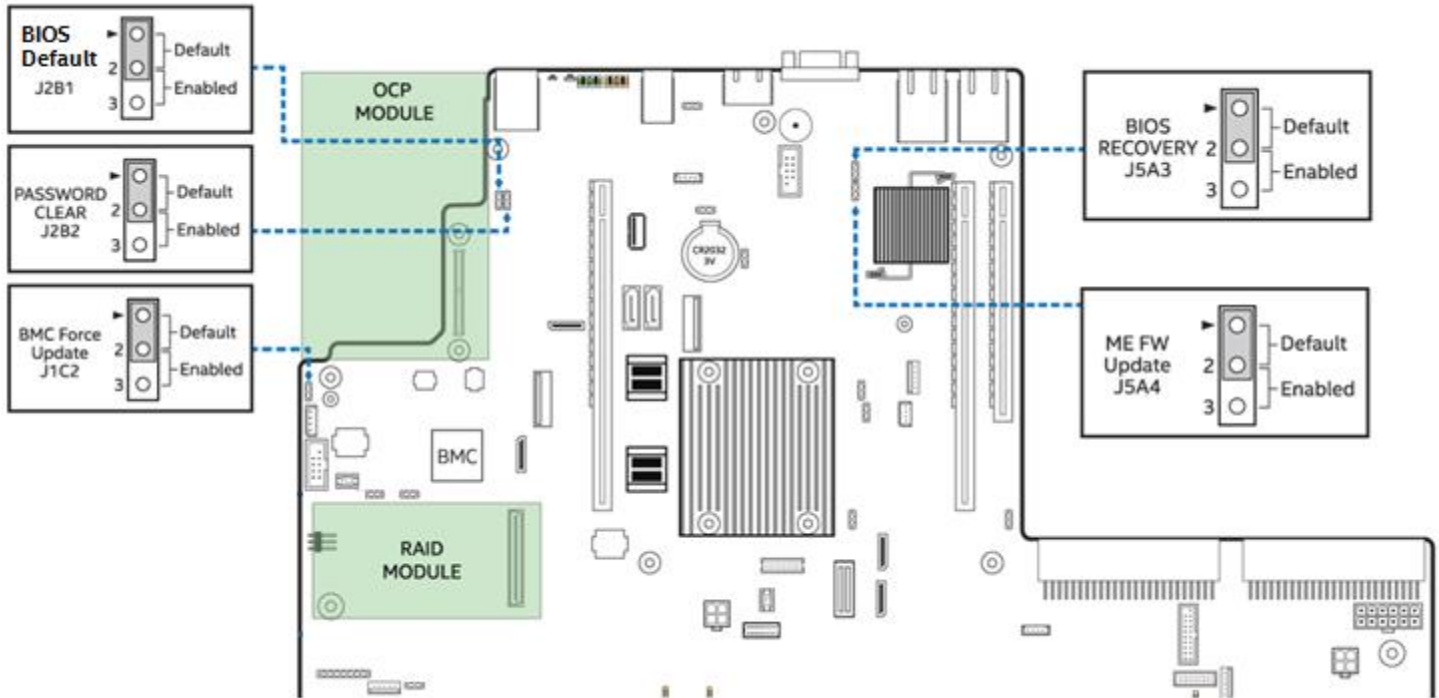 BIOS
Default
J2B1
2
3
Default
Enabled
PASSWORD
CLEAR
J2B2
2
3
Default
Enabled
BMC Force
Update
J1C2
2
3
Default
Enabled
OCP
MODULE
CR2032
3V
BMC
RAID
MODULE
BIOS
RECOVERY
J5A3
2
3
Default
Enabled
ME FW
Update
J5A4
2
3
Default
Enabled